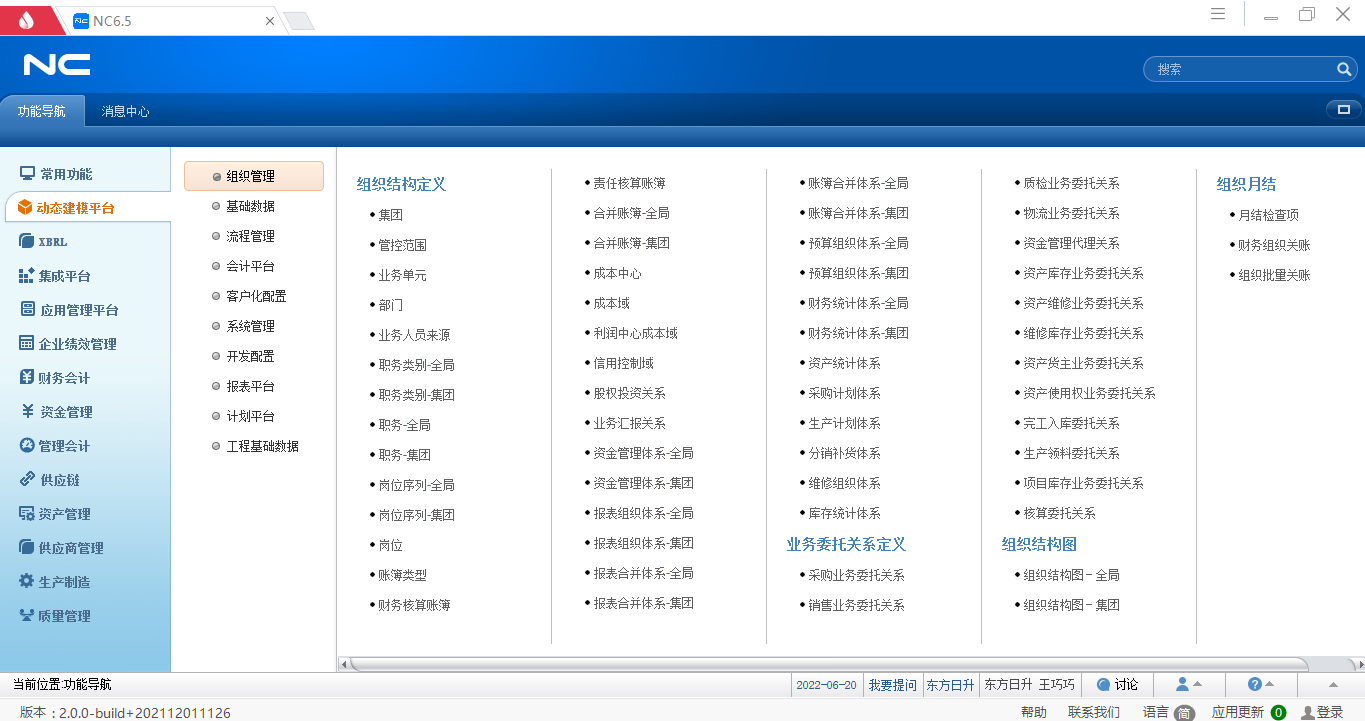 NC6.5
NC
搜索
功能导航
消息中心
常用功能
动态建模平台
XBRL
集成平台
应用管理平台
企业绩效管理
财务会计
资金管理
管理会计
供应链
资产管理
供应商管理
生产制造
质量管理
组织管理
基础数据
流程管理
会计平台
客户化配置
系统管理
开发配置
报表平台
计划平台
工程基础数据
组织结构定义
集团
管控范围
业务单元
部门
业务人员来源
职务类别-全局
职务类别-集团
职务-全局
职务-集团
岗位序列-全局
岗位序列-集团
岗位
账簿类型
财务核算账簿
责任核算账簿
合并账簿-全局
合并账簿-集团
成本中心
成本域
利润中心成本域
信用控制域
股权投资关系
业务汇报关系
资金管理体系-全局
资金管理体系-集团
报表组织体系-全局
报表组织体系-集团
报表合并体系-全局
报表合并体系-集团
账簿合并体系-全局
账簿合并体系-集团
预算组织体系-全局
预算组织体系-集团
财务统计体系-全局
财务统计体系-集团
资产统计体系
采购计划体系
生产计划体系
分销补货体系
维修组织体系
库存统计体系
业务委托关系定义
采购业务委托关系
销售业务委托关系
质检业务委托关系
物流业务委托关系
资金管理代理关系
资产库存业务委托关系
资产维修业务委托关系
维修库存业务委托关系
资产货主业务委托关系
资产使用权业务委托关系
完工入库委托关系
生产领料委托关系
项目库存业务委托关系
核算委托关系
组织结构图
组织结构图－全局
组织结构图－集团
组织月结
月结检查项
财务组织关账
组织批量关账
当前位置:功能导航
2022-06-20 我要提问 东方日升 东方日升 王巧巧 讨论
版本：2.0.0-build+202112011126
帮助 联系我们 语言 简 应用更新 0 登录